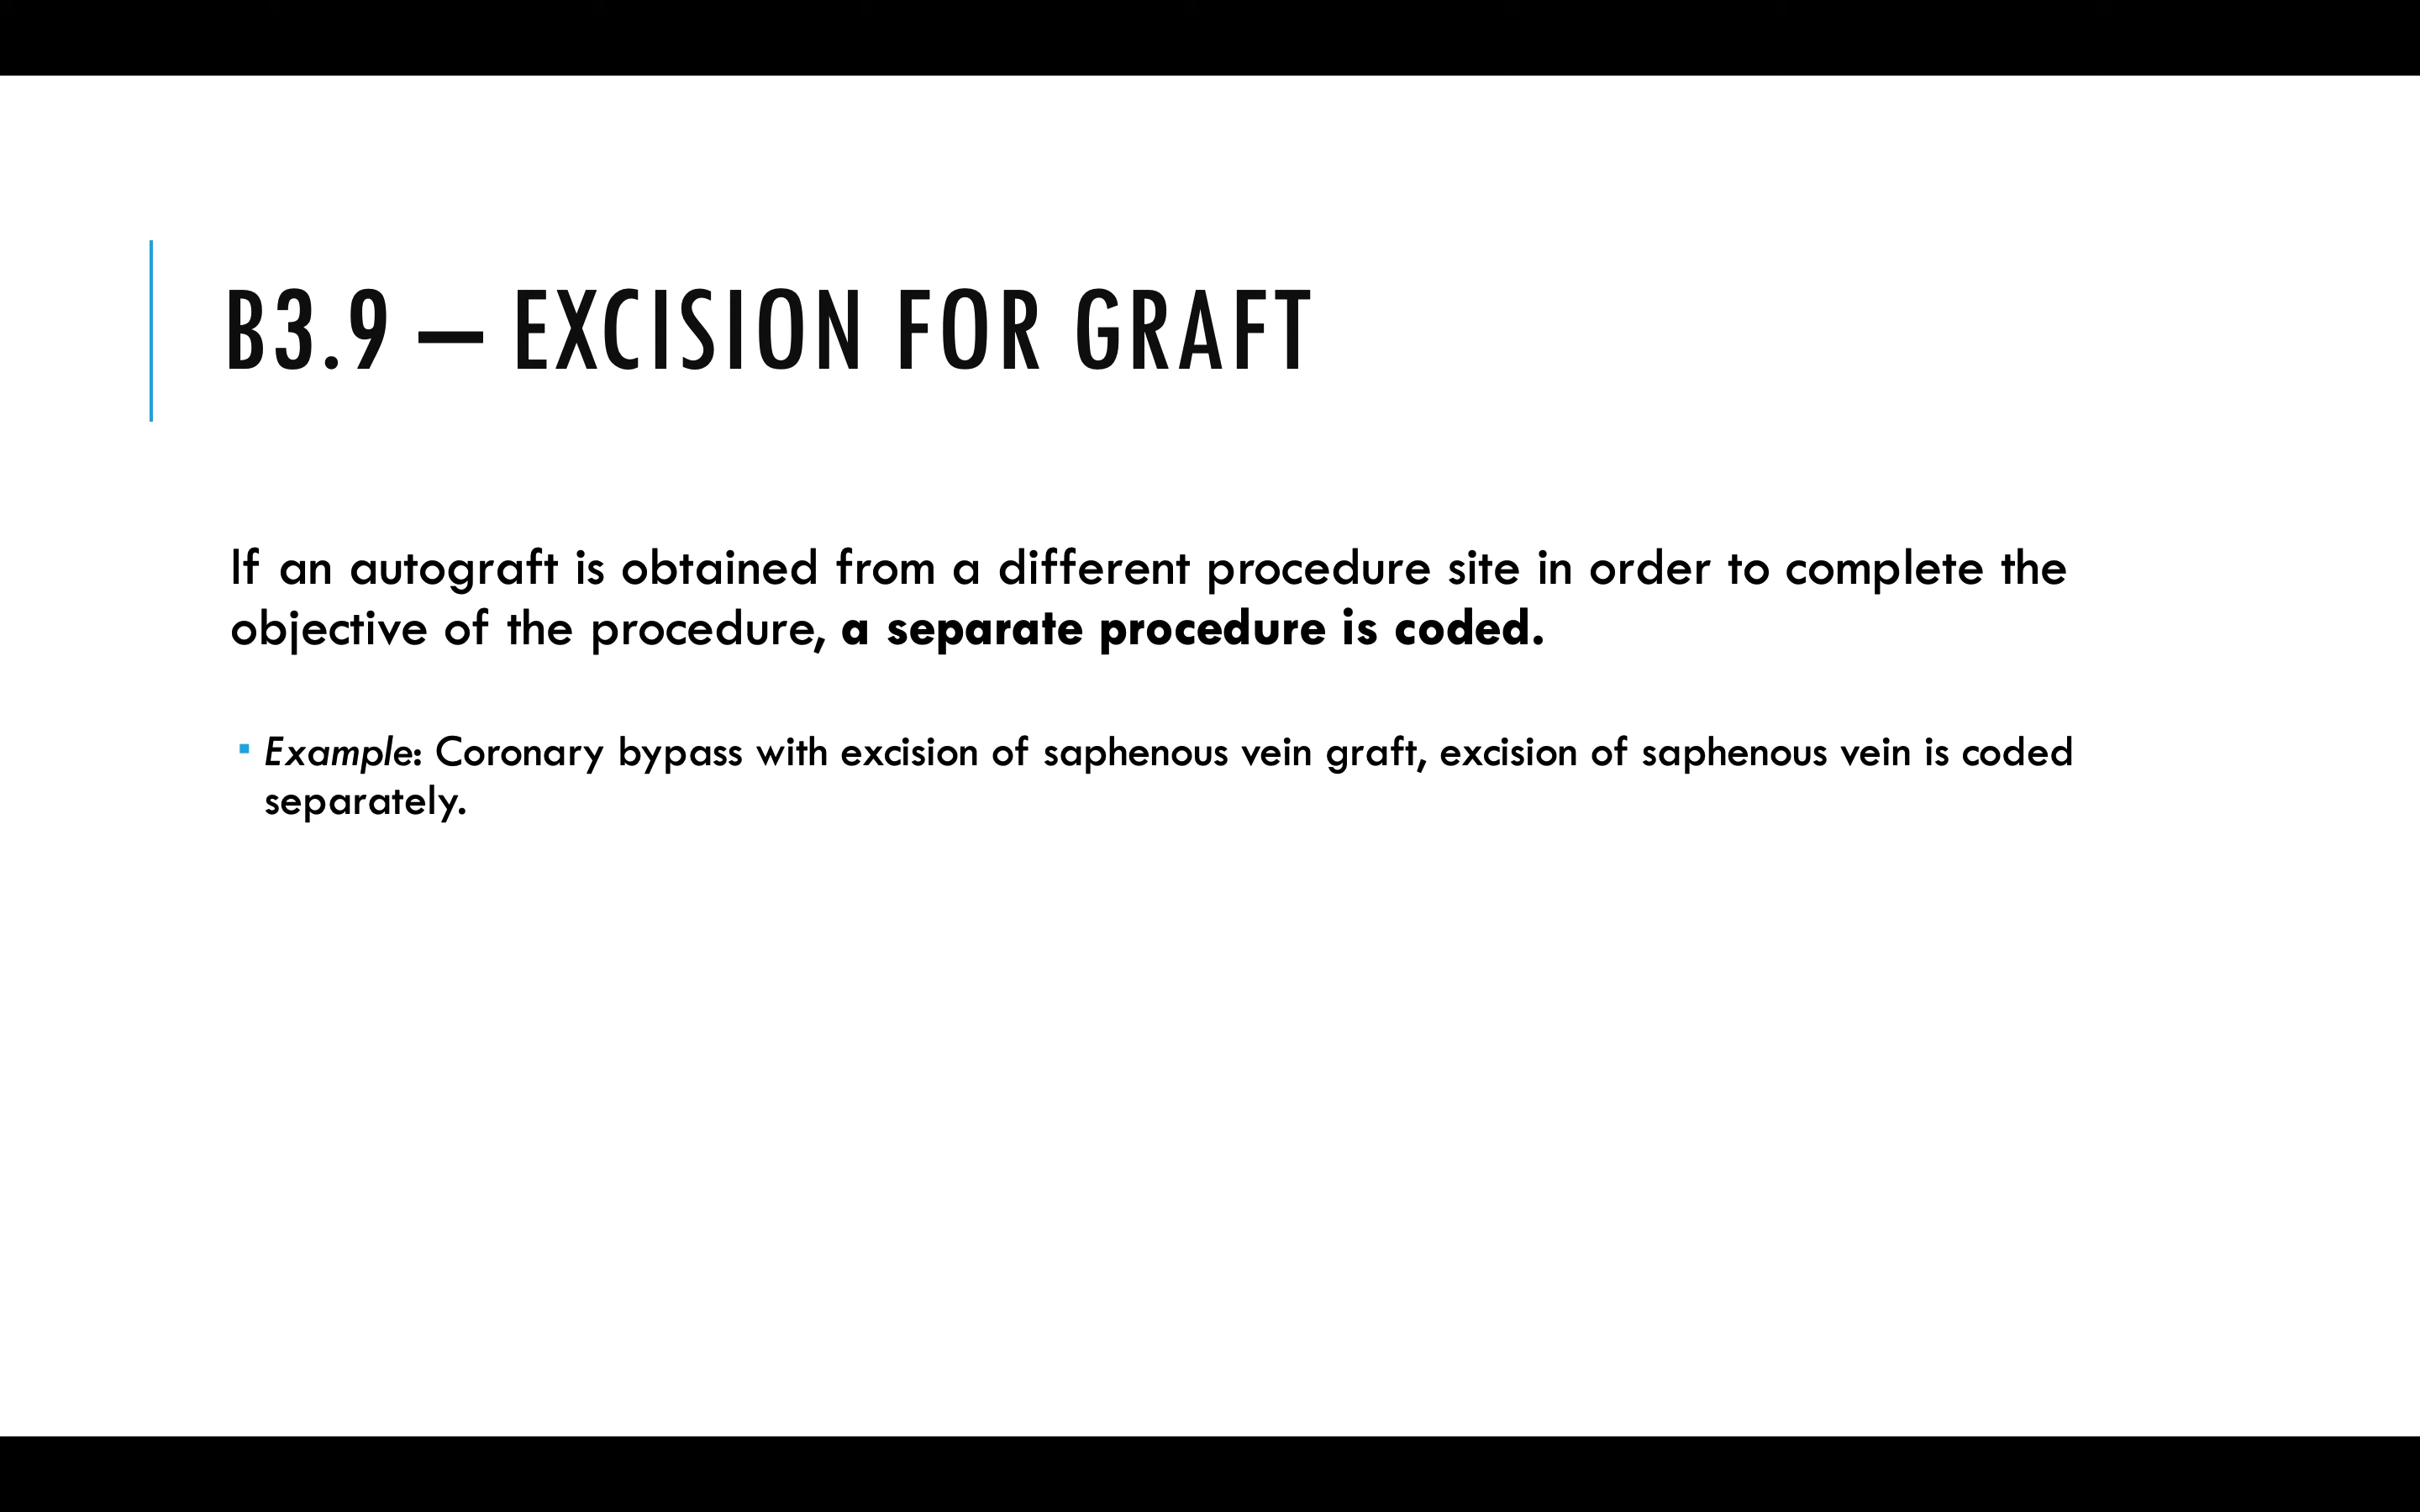 B3.9 – EXCISION FOR GRAFT
If an autograft is obtained from a different procedure site in order to complete the
objective of the procedure, a separate procedure is coded.
▪ Example: Coronary bypass with excision of saphenous vein graft, excision of saphenous vein is coded
separately.